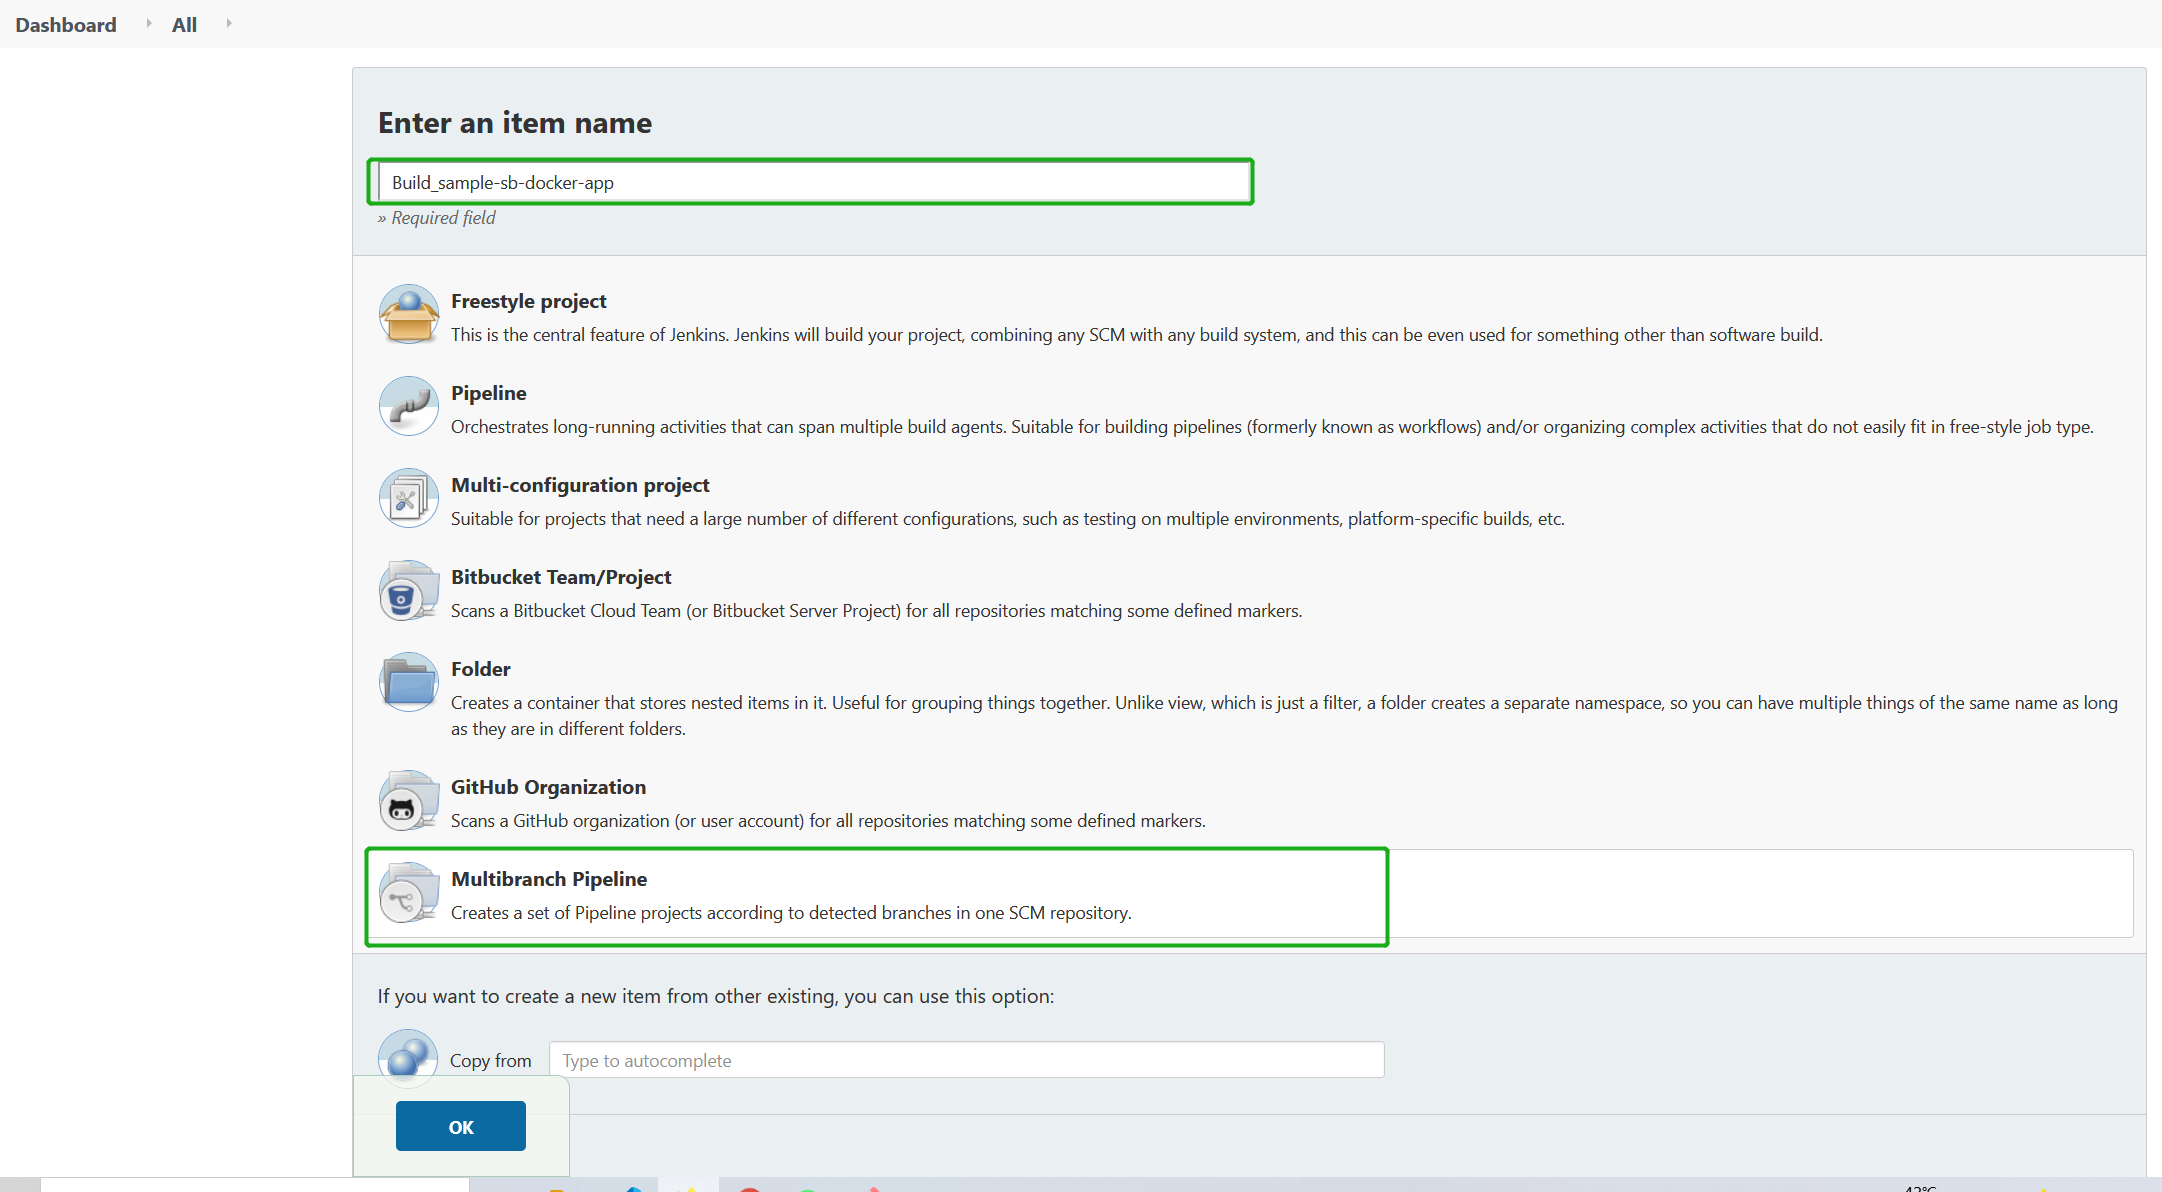 Dashboard All
Enter an item name
Build_sample-sb-docker-app
» Required field
Freestyle project
This is the central feature of Jenkins. Jenkins will build your project, combining any SCM with any build system, and this can be even used for something other than software build.
Pipeline
Orchestrates long-running activities that can span multiple build agents. Suitable for building pipelines (formerly known as workflows) and/or organizing complex activities that do not easily fit in free-style job type.
Multi-configuration project
Suitable for projects that need a large number of different configurations, such as testing on multiple environments, platform-specific builds, etc.
Bitbucket Team/Project
Scans a Bitbucket Cloud Team (or Bitbucket Server Project) for all repositories matching some defined markers.
Folder
Creates a container that stores nested items in it. Useful for grouping things together. Unlike view, which is just a filter, a folder creates a separate namespace, so you can have multiple things of the same name as long
as they are in different folders.
GitHub Organization
Scans a GitHub organization (or user account) for all repositories matching some defined markers.
Multibranch Pipeline
Creates a set of Pipeline projects according to detected branches in one SCM repository.
If you want to create a new item from other existing, you can use this option:
Copy from Type to autocomplete
OK